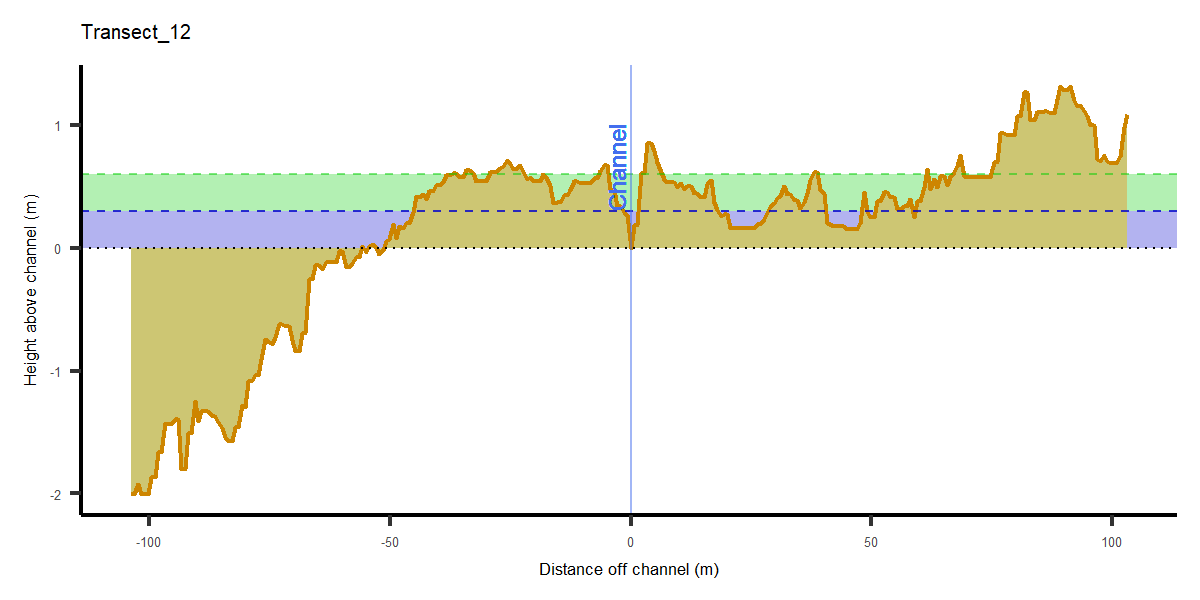 Transect_12
Height above channel (m)
1
0
-1
-2
Channel
-100
-50
0
50
100
Distance off channel (m)